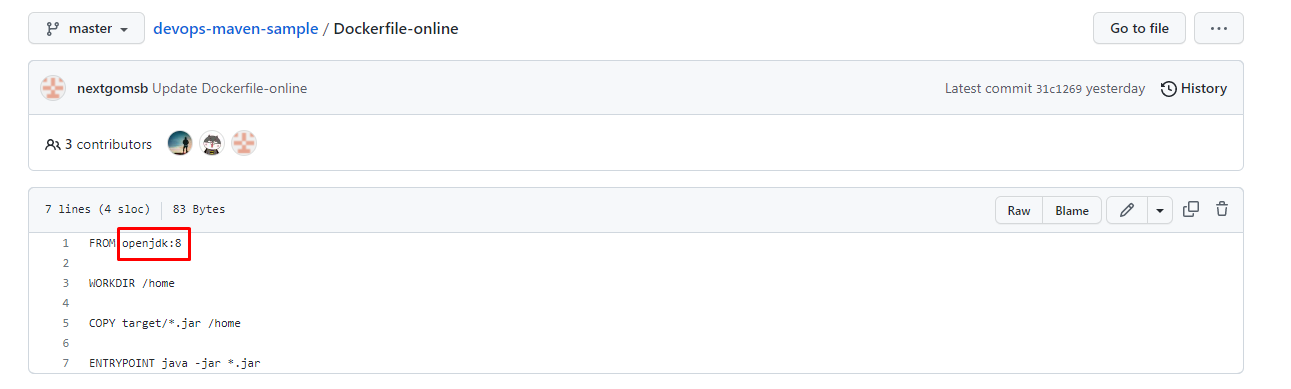 master devops-maven-sample / Dockerfile-online Go to file ...
nextgomsb Update Dockerfile-online Latest commit 31c1269 yesterday History
3 contributors
7 lines (4 sloc) 83 Bytes Raw Blame
1 FROM openjdk:8
2
3 WORKDIR /home
4
5 COPY target/*.jar /home
6
7 ENTRYPOINT java -jar *.jar